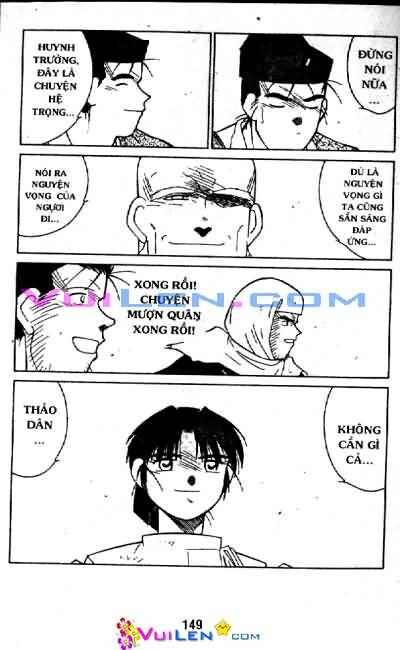 HUYNH
TRƯỞNG,
ĐÂY LÀ
CHUYỆN
HỆ
TRỌNG...
ĐỪNG
NÓI
NỮA
...
NÓI RA
NGUYỆN
VỌNG CỦA
NGƯƠI
ĐI...
DÙ LÀ
NGUYỆN
VỌNG GÌ
TA CŨNG
SẴN SÀNG
ĐÁP
ỨNG...
XONG RỒI!
CHUYỆN
MƯỢN QUÂN
XONG RỒI!
VUILEN.COM
THẢO
DÂN
...
KHÔNG
CẦN GÌ
CẢ...
149
VUILEN.COM